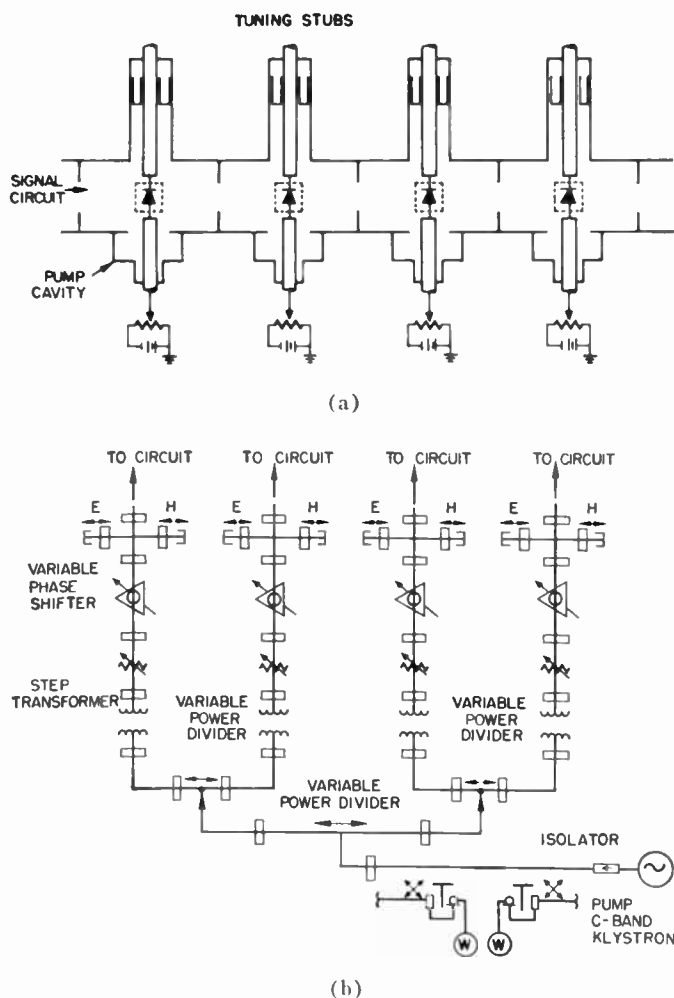 TUNING STUBS
SIGNAL
CIRCUIT
PUMP
CAVITY
(a)
TO CIRCUIT TO CIRCUIT TO CIRCUIT TO CIRCUIT
E H E H E H E H
VARIABLE
PHASE
SHIFTER
STEP
TRANSFORMER
VARIABLE
POWER
DIVIDER
VARIABLE
POWER
DIVIDER
VARIABLE
POWER DIVIDER
ISOLATOR
PUMP
C-BAND
KLYSTRON
W W
(b)